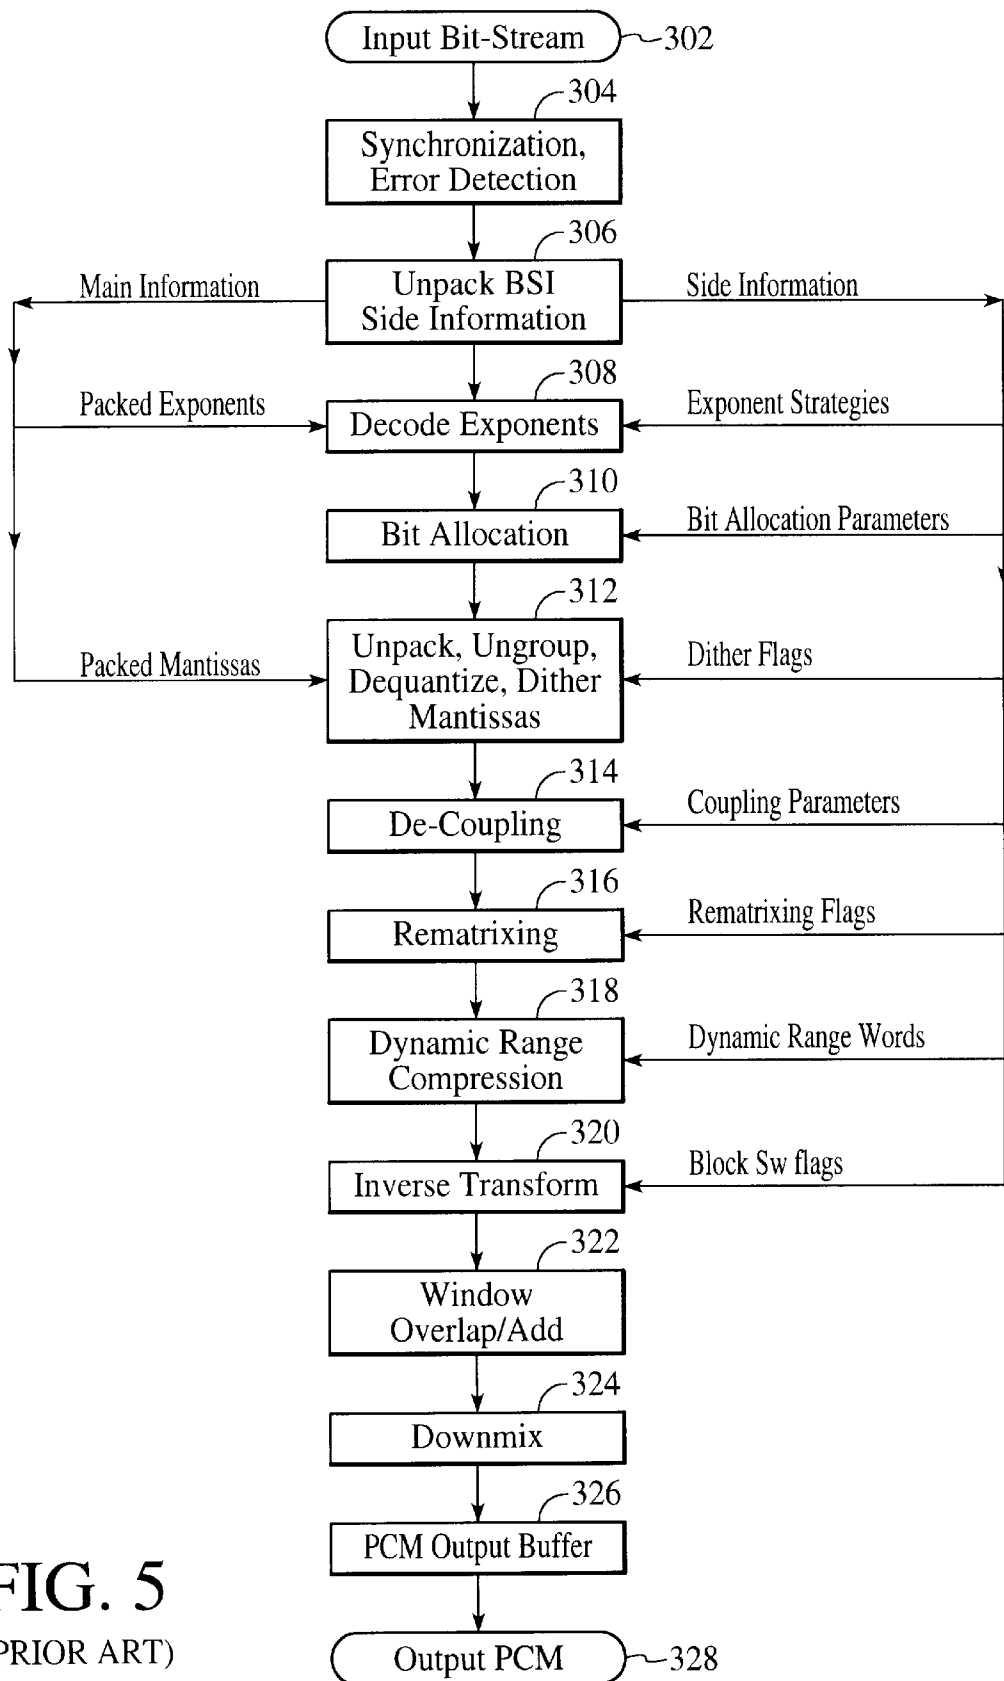 Input Bit-Stream
302
304
Synchronization,
Error Detection
306
Main Information
Unpack BSI
Side Information
Side Information
308
Packed Exponents
Decode Exponents
Exponent Strategies
310
Bit Allocation
Bit Allocation Parameters
312
Packed Mantissas
Unpack, Ungroup,
Dequantize, Dither
Mantissas
Dither Flags
314
De-Coupling
Coupling Parameters
316
Rematrixing
Rematrixing Flags
318
Dynamic Range
Compression
Dynamic Range Words
320
Inverse Transform
Block Sw flags
322
Window
Overlap/Add
324
Downmix
326
PCM Output Buffer
Output PCM
328
FIG. 5
PRIOR ART)